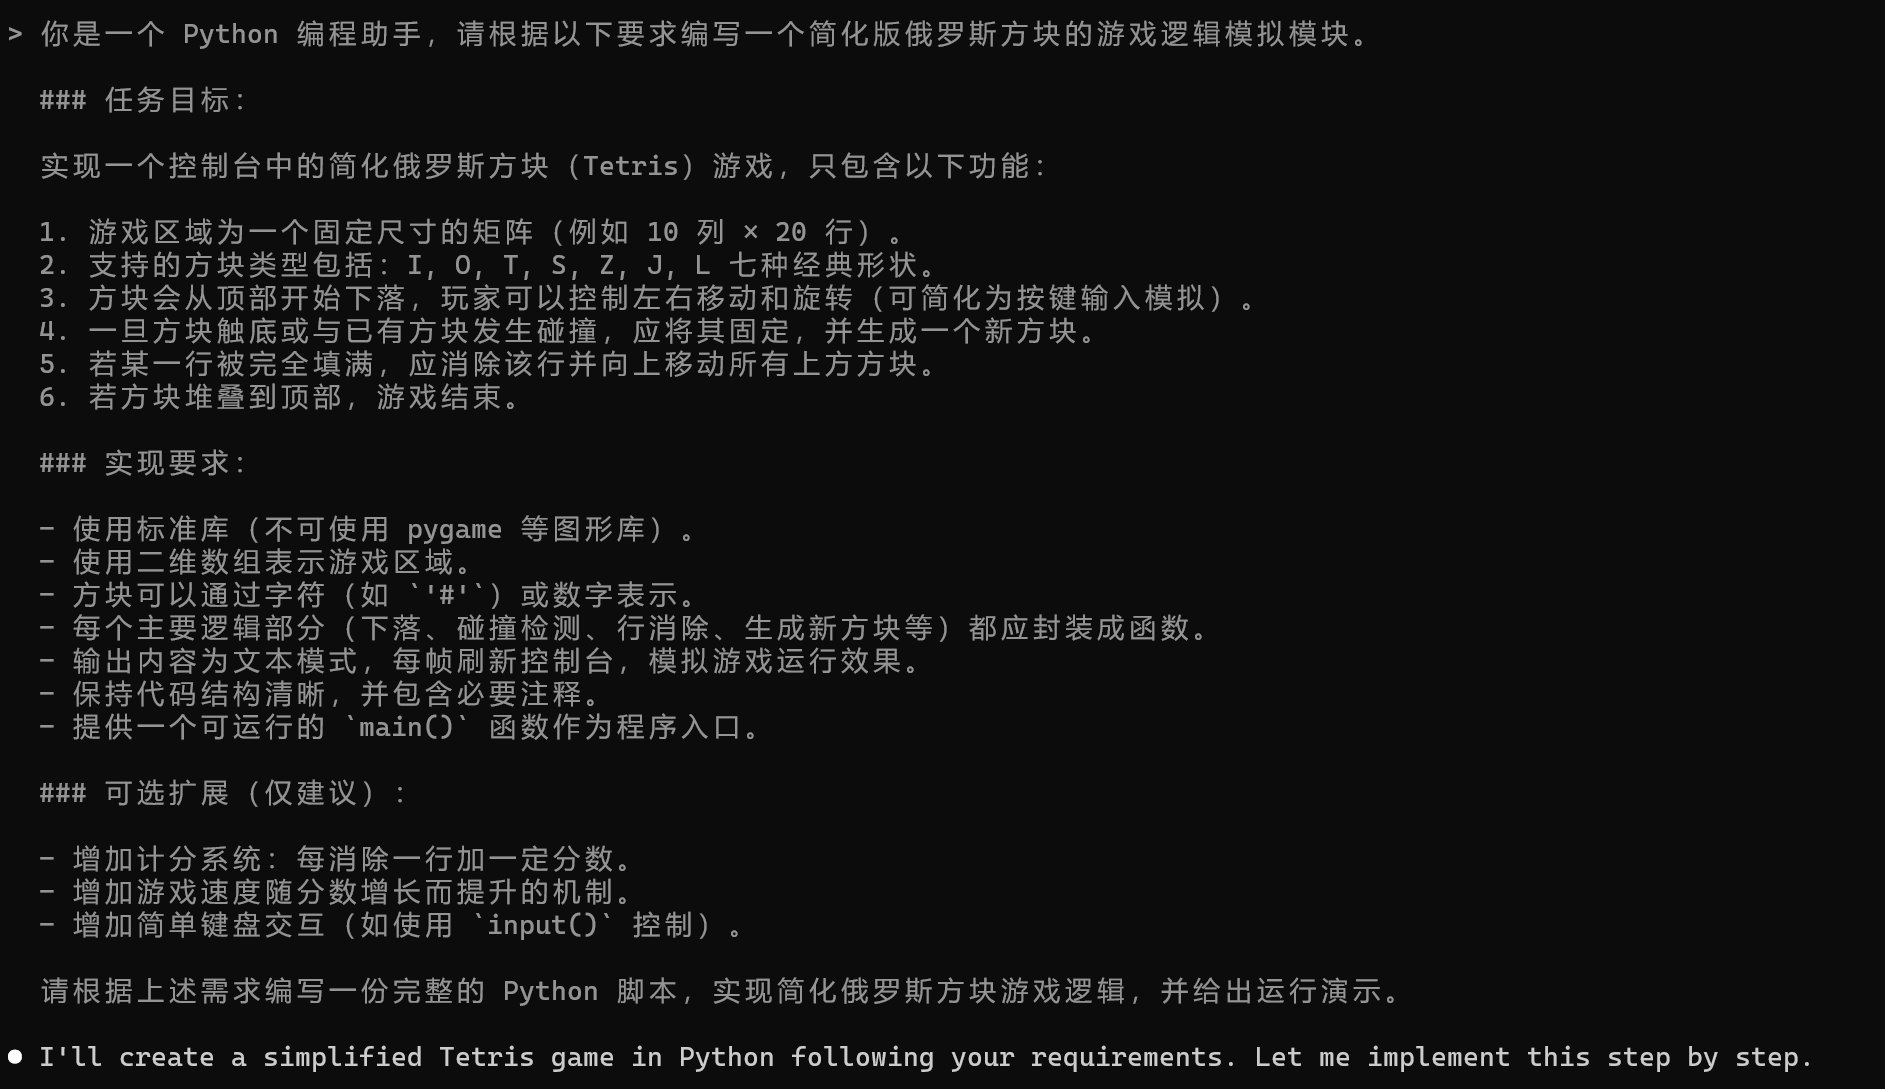 > 你是一个 Python 编程助手，请根据以下要求编写一个简化版俄罗斯方块的游戏逻辑模拟模块。
### 任务目标：
实现一个控制台中的简化俄罗斯方块（Tetris）游戏，只包含以下功能：
1. 游戏区域为一个固定尺寸的矩阵（例如 10 列 × 20 行）。
2. 支持的方块类型包括：I, O, T, S, Z, J, L 七种经典形状。
3. 方块会从顶部开始下落，玩家可以控制左右移动和旋转（可简化为按键输入模拟）。
4. 一旦方块触底或与已有方块发生碰撞，应将其固定，并生成一个新方块。
5. 若某一行被完全填满，应消除该行并向上移动所有上方方块。
6. 若方块堆叠到顶部，游戏结束。
### 实现要求：
- 使用标准库（不可使用 pygame 等图形库）。
- 使用二维数组表示游戏区域。
- 方块可以通过字符（如 `'#'`）或数字表示。
- 每个主要逻辑部分（下落、碰撞检测、行消除、生成新方块等）都应封装成函数。
- 输出内容为文本模式，每帧刷新控制台，模拟游戏运行效果。
- 保持代码结构清晰，并包含必要注释。
- 提供一个可运行的 `main()` 函数作为程序入口。
### 可选扩展（仅建议）：
- 增加计分系统：每消除一行加一定分数。
- 增加游戏速度随分数增长而提升的机制。
- 增加简单键盘交互（如使用 `input()` 控制）。
请根据上述需求编写一份完整的 Python 脚本，实现简化俄罗斯方块游戏逻辑，并给出运行演示。
● I'll create a simplified Tetris game in Python following your requirements. Let me implement this step by step.